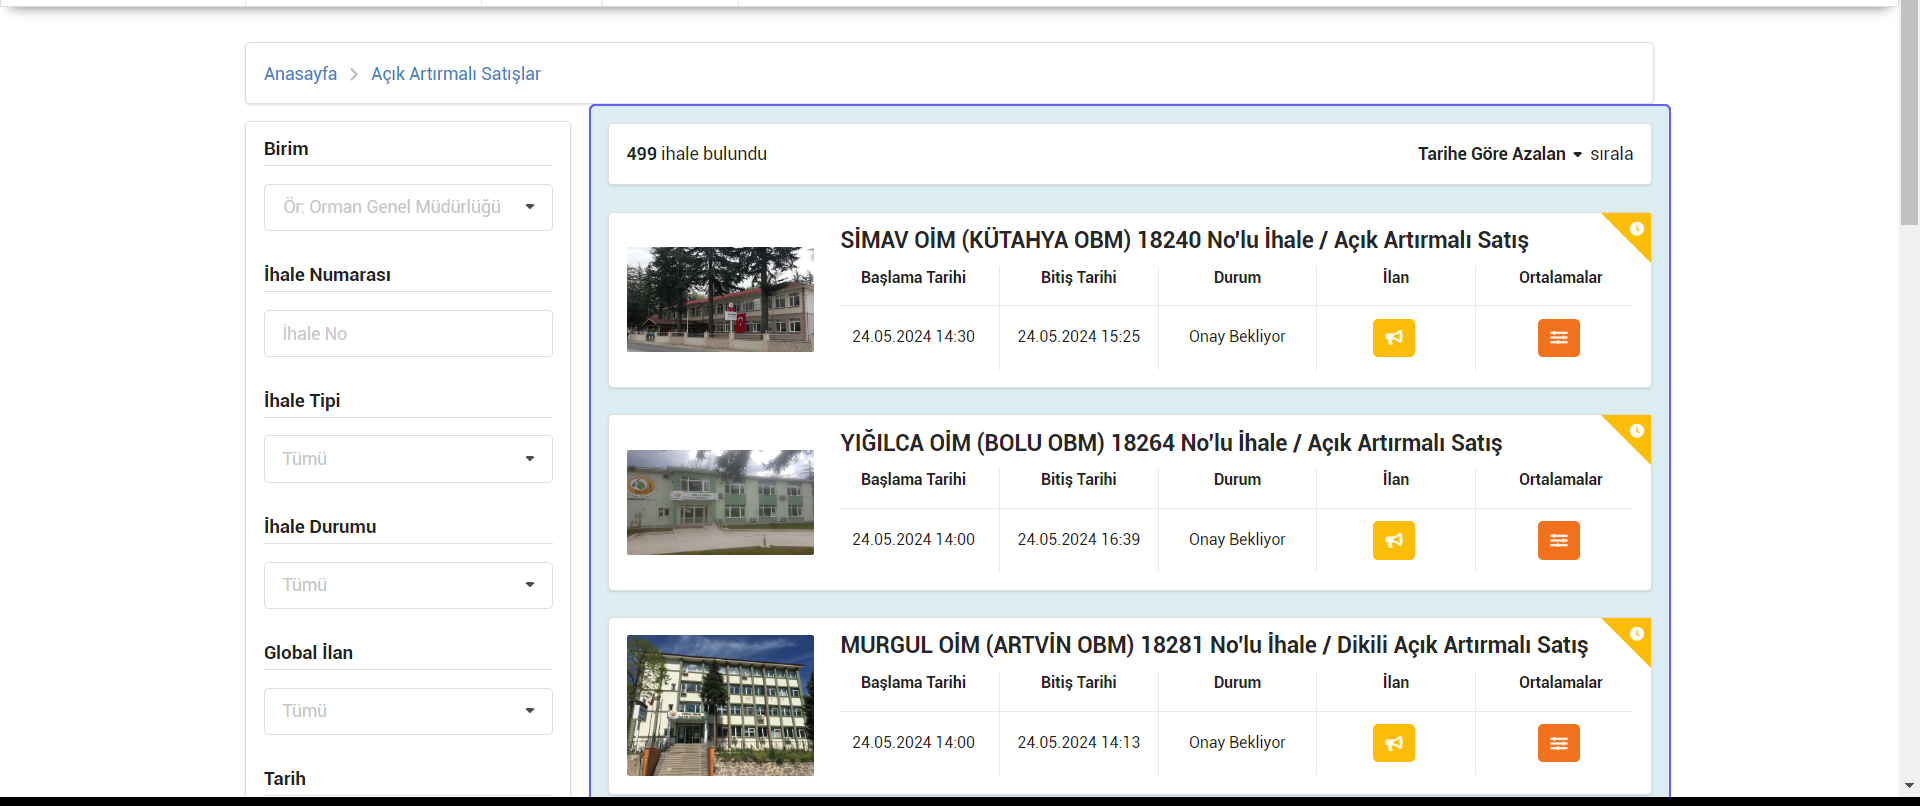 Anasayfa
Açık Artırmalı Satışlar
Birim
Ör: Orman Genel Müdürlüğü
İhale Numarası
İhale No
İhale Tipi
Tümü
İhale Durumu
Tümü
Global İlan
Tümü
Tarih
499 ihale bulundu
Tarihe Göre Azalan sırala
SİMAV OİM (KÜTAHYA OBM) 18240 No'lu İhale / Açık Artırmalı Satış
Başlama Tarihi Bitiş Tarihi Durum İlan Ortalamalar
24.05.2024 14:30 24.05.2024 15:25 Onay Bekliyor
YIĞILCA OİM (BOLU OBM) 18264 No'lu İhale / Açık Artırmalı Satış
Başlama Tarihi Bitiş Tarihi Durum İlan Ortalamalar
24.05.2024 14:00 24.05.2024 16:39 Onay Bekliyor
MURGUL OİM (ARTVİN OBM) 18281 No'lu İhale / Dikili Açık Artırmalı Satış
Başlama Tarihi Bitiş Tarihi Durum İlan Ortalamalar
24.05.2024 14:00 24.05.2024 14:13 Onay Bekliyor